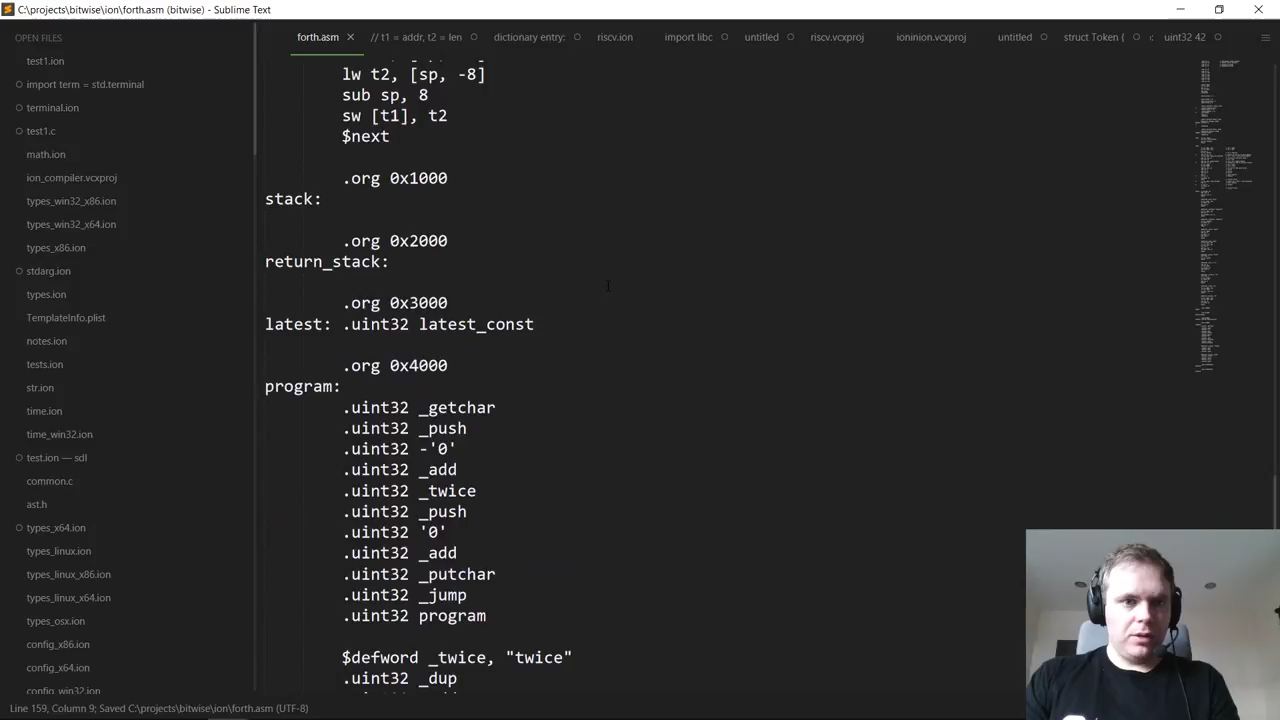 C:\projects\bitwise\ion\forth.asm (bitwise) - Sublime Text
OPEN FILES
test1.ion
import term = std.terminal
terminal.ion
test1.c
math.ion
ion_compiler.vcxproj
types_win32_x86.ion
types_win32_x64.ion
types_x86.ion
stdarg.ion
types.ion
TemplateInfo.plist
notes.ion
tests.ion
str.ion
time.ion
time_win32.ion
test.ion — sdl
common.c
ast.h
types_x64.ion
types_linux.ion
types_linux_x86.ion
types_linux_x64.ion
types_osx.ion
config_x86.ion
config_x64.ion
config_win32.ion
forth.asm
// t1 = addr, t2 = len
dictionary entry:
riscv.ion
import libc
untitled
riscv.vcxproj
ioninion.vcxproj
untitled
struct Token {
uint32 42
lw t2, [sp, -8]
sub sp, 8
sw [t1], t2
$next
.org 0x1000
stack:
.org 0x2000
return_stack:
.org 0x3000
latest: .uint32 latest_const
.org 0x4000
program:
.uint32 _getchar
.uint32 _push
.uint32 -'0'
.uint32 _add
.uint32 _twice
.uint32 _push
.uint32 '0'
.uint32 _add
.uint32 _putchar
.uint32 _jump
.uint32 program
$defword _twice, "twice"
.uint32 _dup
Line 159, Column 9; Saved C:\projects\bitwise\ion\forth.asm (UTF-8)